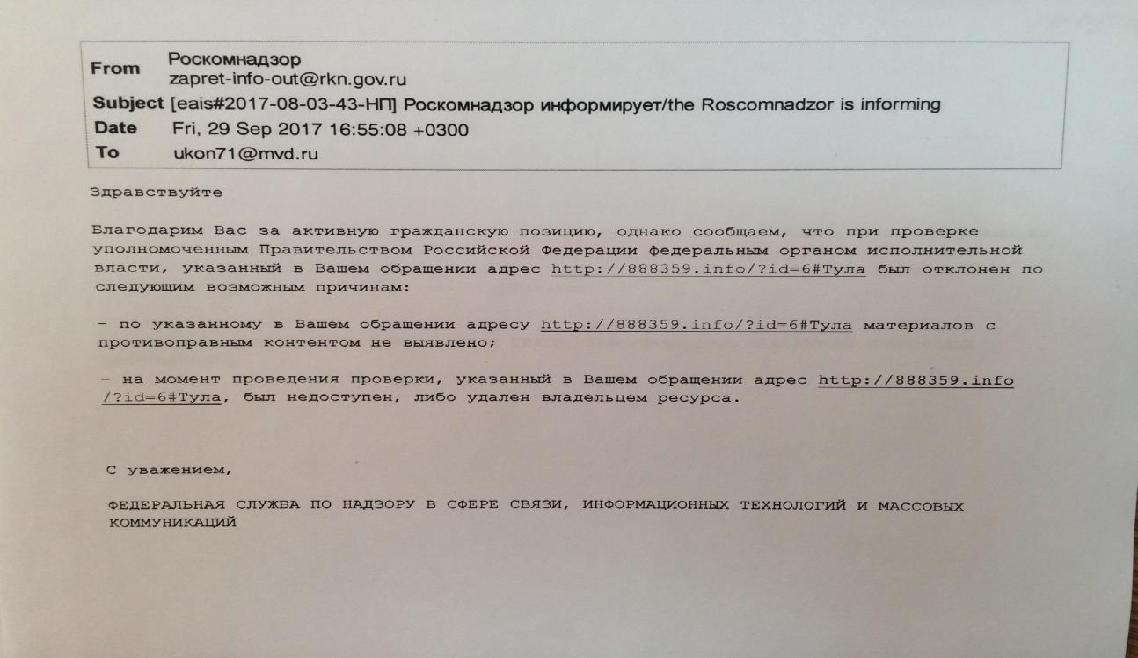 From Роскомнадзор
zapret-info-out@rkn.gov.ru
Subject [eais#2017-08-03-43-НП] Роскомнадзор информирует/the Roscomnadzor is informing
Date Fri, 29 Sep 2017 16:55:08 +0300
To ukon71@mvd.ru
Здравствуйте
Благодарим Вас за активную гражданскую позицию, однако сообщаем, что при проверке
уполномоченным Правительством Российской Федерации федеральным органом исполнительной
власти, указанный в Вашем обращении адрес http://888359.info/?id=6#Тула был отклонен по
следующим возможным причинам:
- по указанному в Вашем обращении адресу http://888359.info/?id=6#Тула материалов с
противоправным контентом не выявлено;
- на момент проведения проверки, указанный в Вашем обращении адрес http://888359.info
/?id=6#Тула, был недоступен, либо удален владельцем ресурса.
С уважением,
ФЕДЕРАЛЬНАЯ СЛУЖБА ПО НАДЗОРУ В СФЕРЕ СВЯЗИ, ИНФОРМАЦИОННЫХ ТЕХНОЛОГИЙ И МАССОВЫХ
КОММУНИКАЦИЙ